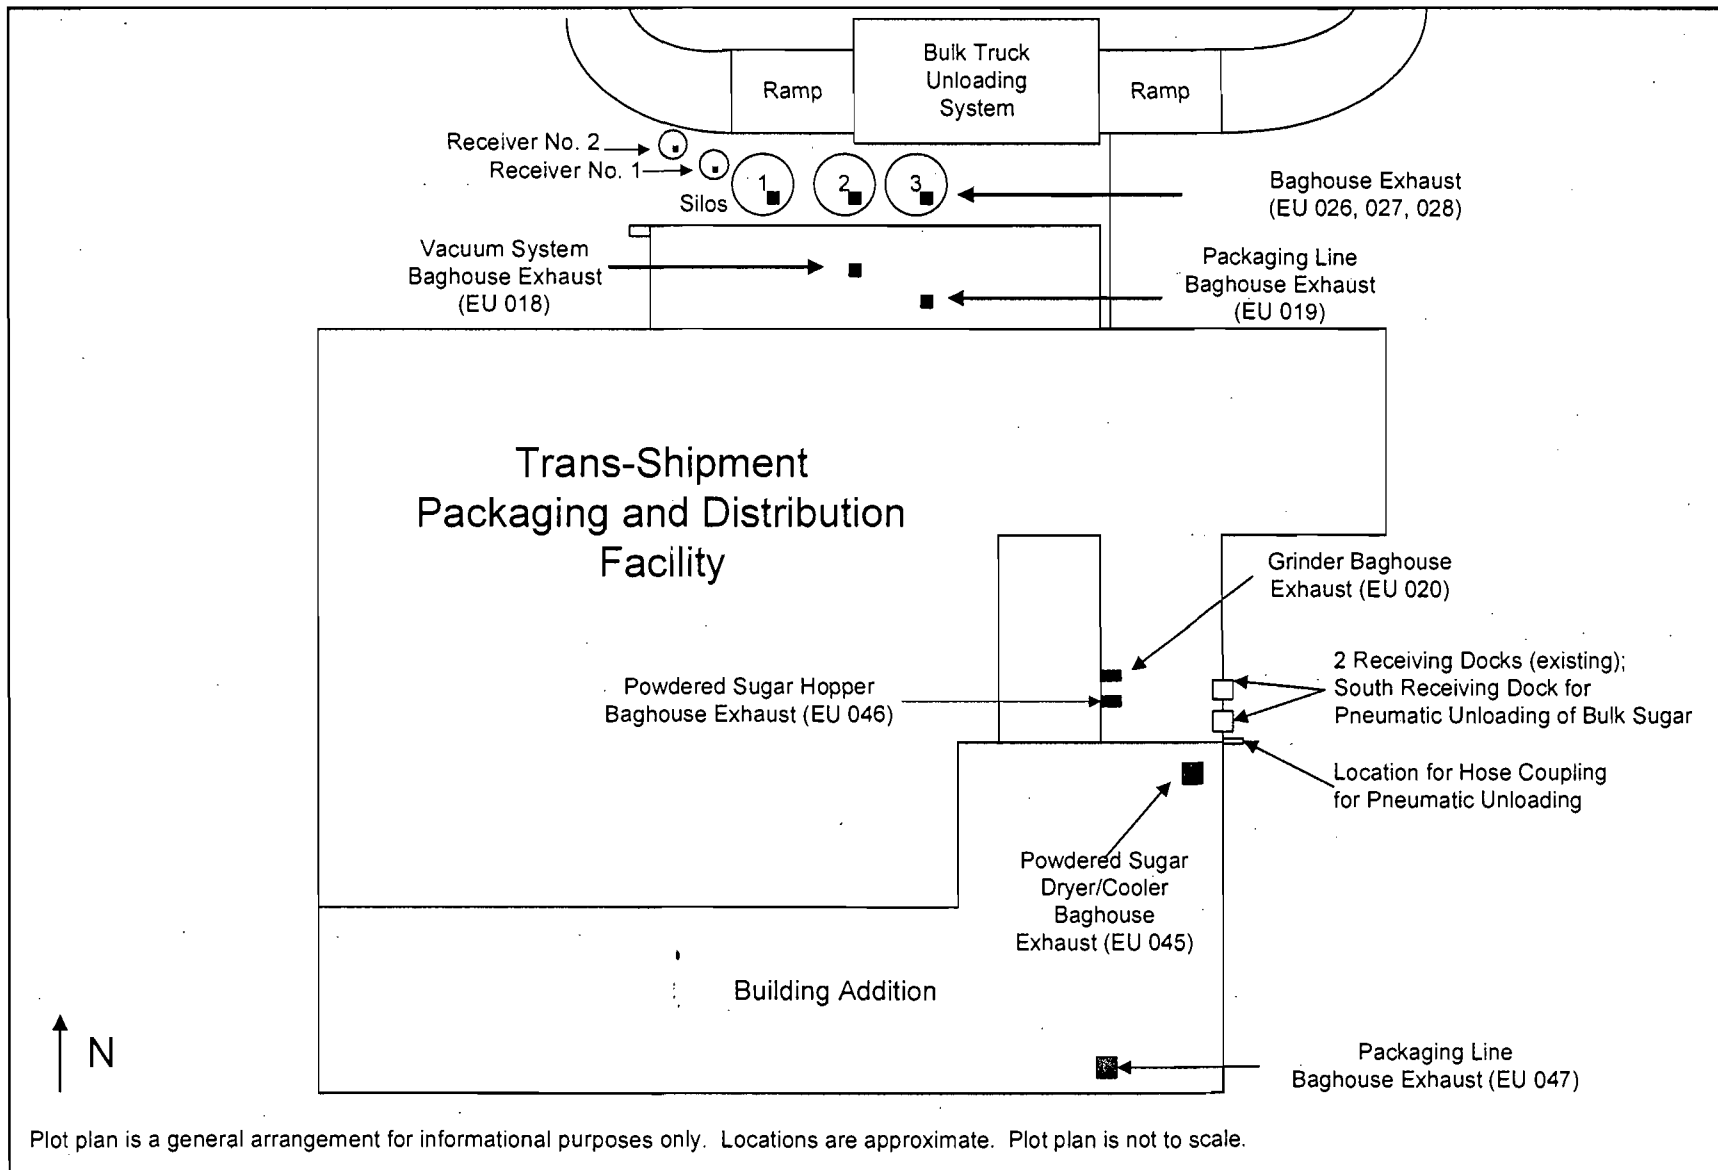 Bulk Truck
Unloading
System
Ramp
Ramp
Receiver No. 2
Receiver No. 1
1
2
3
Silos
Baghouse Exhaust
(EU 026, 027, 028)
Vacuum System
Baghouse Exhaust
(EU 018)
Packaging Line
Baghouse Exhaust
(EU 019)
Trans-Shipment
Packaging and Distribution
Facility
Grinder Baghouse
Exhaust (EU 020)
2 Receiving Docks (existing);
South Receiving Dock for
Pneumatic Unloading of Bulk Sugar
Powdered Sugar Hopper
Baghouse Exhaust (EU 046)
Location for Hose Coupling
for Pneumatic Unloading
Powdered Sugar
Dryer/Cooler
Baghouse
Exhaust (EU 045)
Building Addition
N
Packaging Line
Baghouse Exhaust (EU 047)
Plot plan is a general arrangement for informational purposes only. Locations are approximate. Plot plan is not to scale.